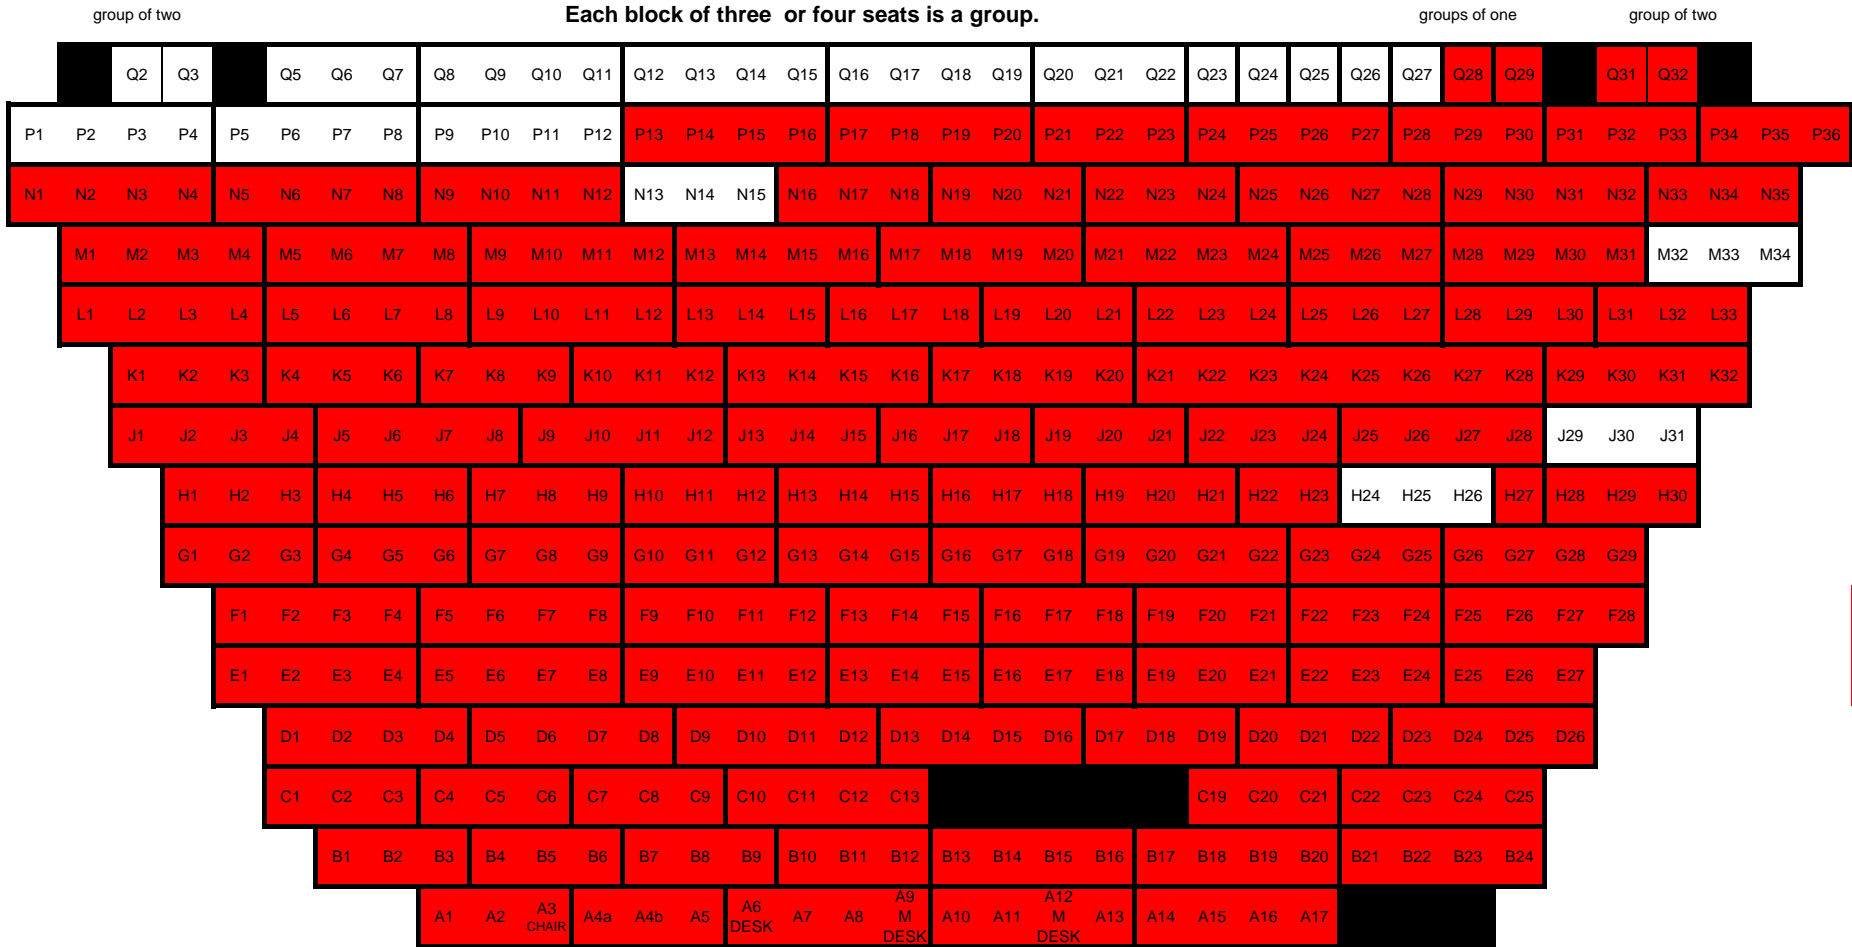 group of two Each block of three or four seats is a group. groups of one group of two
Q2 Q3 Q5 Q6 Q7 Q8 Q9 Q10 Q11 Q12 Q13 Q14 Q15 Q16 Q17 Q18 Q19 Q20 Q21 Q22 Q23 Q24 Q25 Q26 Q27 Q28 Q29 Q31 Q32
P1 P2 P3 P4 P5 P6 P7 P8 P9 P10 P11 P12 P13 P14 P15 P16 P17 P18 P19 P20 P21 P22 P23 P24 P25 P26 P27 P28 P29 P30 P31 P32 P33 P34 P35 P36
N1 N2 N3 N4 N5 N6 N7 N8 N9 N10 N11 N12 N13 N14 N15 N16 N17 N18 N19 N20 N21 N22 N23 N24 N25 N26 N27 N28 N29 N30 N31 N32 N33 N34 N35
M1 M2 M3 M4 M5 M6 M7 M8 M9 M10 M11 M12 M13 M14 M15 M16 M17 M18 M19 M20 M21 M22 M23 M24 M25 M26 M27 M28 M29 M30 M31 M32 M33 M34
L1 L2 L3 L4 L5 L6 L7 L8 L9 L10 L11 L12 L13 L14 L15 L16 L17 L18 L19 L20 L21 L22 L23 L24 L25 L26 L27 L28 L29 L30 L31 L32 L33
K1 K2 K3 K4 K5 K6 K7 K8 K9 K10 K11 K12 K13 K14 K15 K16 K17 K18 K19 K20 K21 K22 K23 K24 K25 K26 K27 K28 K29 K30 K31 K32
J1 J2 J3 J4 J5 J6 J7 J8 J9 J10 J11 J12 J13 J14 J15 J16 J17 J18 J19 J20 J21 J22 J23 J24 J25 J26 J27 J28 J29 J30 J31
H1 H2 H3 H4 H5 H6 H7 H8 H9 H10 H11 H12 H13 H14 H15 H16 H17 H18 H19 H20 H21 H22 H23 H24 H25 H26 H27 H28 H29 H30
G1 G2 G3 G4 G5 G6 G7 G8 G9 G10 G11 G12 G13 G14 G15 G16 G17 G18 G19 G20 G21 G22 G23 G24 G25 G26 G27 G28 G29
F1 F2 F3 F4 F5 F6 F7 F8 F9 F10 F11 F12 F13 F14 F15 F16 F17 F18 F19 F20 F21 F22 F23 F24 F25 F26 F27 F28
E1 E2 E3 E4 E5 E6 E7 E8 E9 E10 E11 E12 E13 E14 E15 E16 E17 E18 E19 E20 E21 E22 E23 E24 E25 E26 E27
D1 D2 D3 D4 D5 D6 D7 D8 D9 D10 D11 D12 D13 D14 D15 D16 D17 D18 D19 D20 D21 D22 D23 D24 D25 D26
C1 C2 C3 C4 C5 C6 C7 C8 C9 C10 C11 C12 C13 C19 C20 C21 C22 C23 C24 C25
B1 B2 B3 B4 B5 B6 B7 B8 B9 B10 B11 B12 B13 B14 B15 B16 B17 B18 B19 B20 B21 B22 B23 B24
A1 A2 A3 CHAIR A4a A4b A5 A6 DESK A7 A8 A9 M DESK A10 A11 A12 M DESK A13 A14 A15 A16 A17